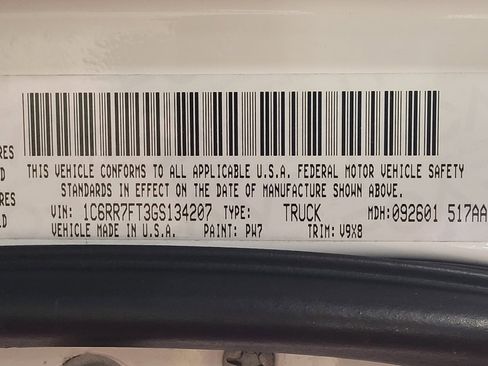 THIS VEHICLE CONFORMS TO ALL APPLICABLE U.S.A. FEDERAL MOTOR VEHICLE SAFETY
STANDARDS IN EFFECT ON THE DATE OF MANUFACTURE SHOWN ABOVE.
VIN: 1C6RR7FT3GS134207 TYPE: TRUCK MDH: 092601 517AA
VEHICLE MADE IN U.S.A. PAINT: PW7 TRIM: V9X8